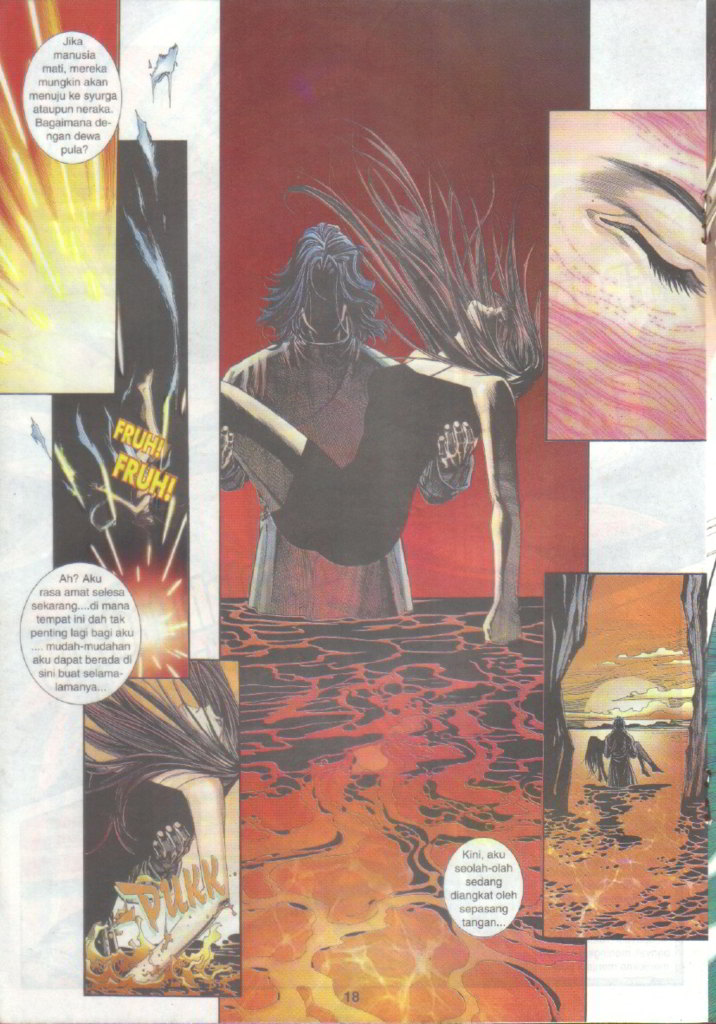 Jika
manusia
mati, mereka
mungkin akan
menuju ke syurga
ataupun neraka.
Bagaimana de-
ngan dewa
pula?
FRUH!
FRUH!
Ah? Aku
rasa amat selesa
sekarang....di mana
tempat ini dah tak
penting lagi bagi aku
.... mudah-mudahan
aku dapat berada di
sini buat selama-
lamanya...
DUKK
Kini, aku
seolah-olah
sedang
diangkat oleh
sepasang
tangan...
18